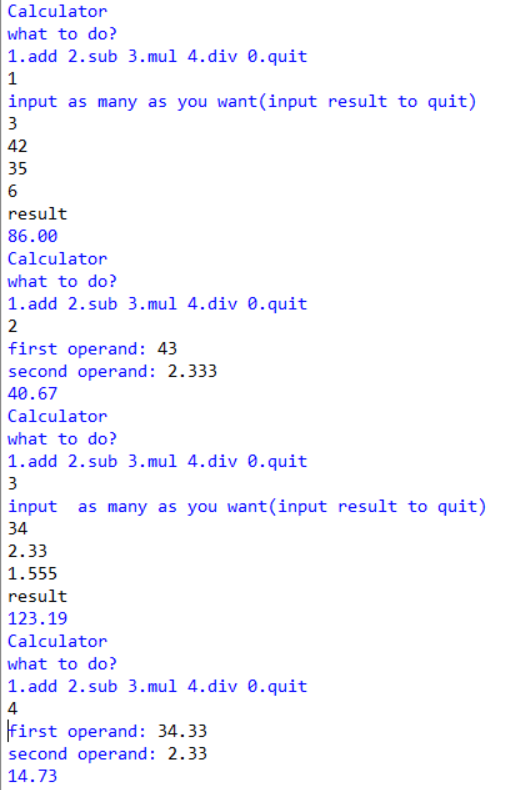 Calculator
what to do?
1.add 2.sub 3.mul 4.div 0.quit
1
input as many as you want(input result to quit)
3
42
35
6
result
86.00
Calculator
what to do?
1.add 2.sub 3.mul 4.div 0.quit
2
first operand: 43
second operand: 2.333
40.67
Calculator
what to do?
1.add 2.sub 3.mul 4.div 0.quit
3
input  as many as you want(input result to quit)
34
2.33
1.555
result
123.19
Calculator
what to do?
1.add 2.sub 3.mul 4.div 0.quit
4
first operand: 34.33
second operand: 2.33
14.73